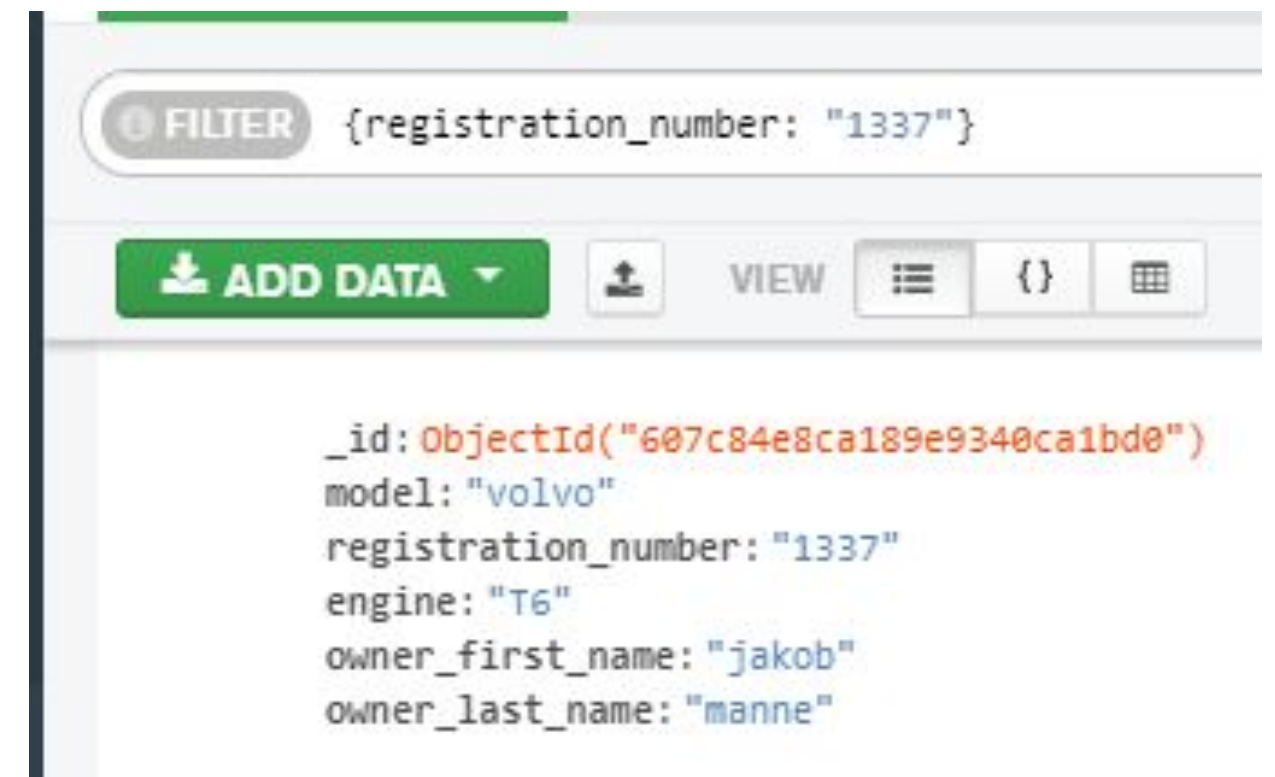 FILTER {registration_number: "1337"}
ADD DATA VIEW {}
_id: ObjectId("607c84e8ca189e9340ca1bd0")
model: "volvo"
registration_number: "1337"
engine: "T6"
owner_first_name: "jakob"
owner_last_name: "manne"